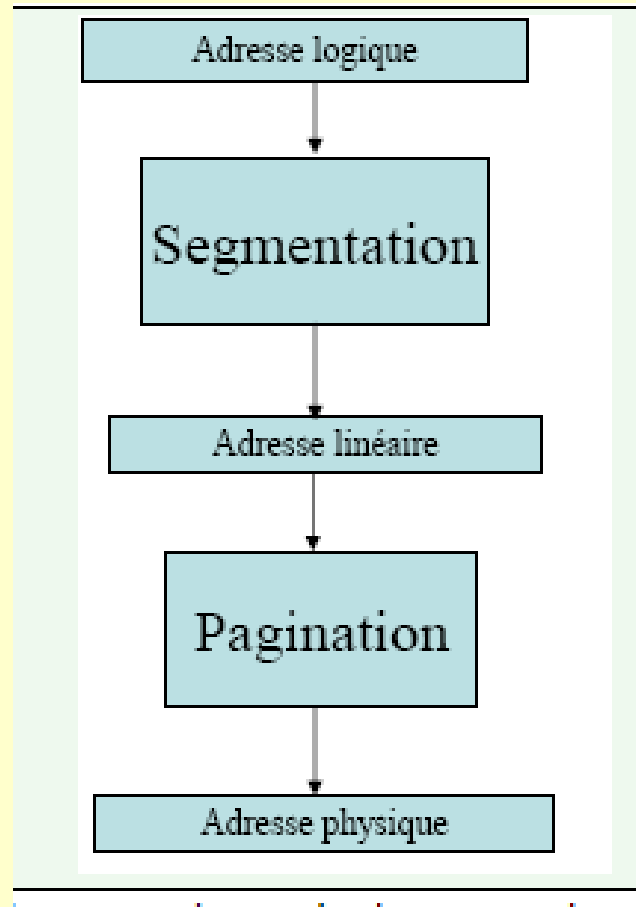 Adresse logique
Segmentation
Adresse linéaire
Pagination
Adresse physique